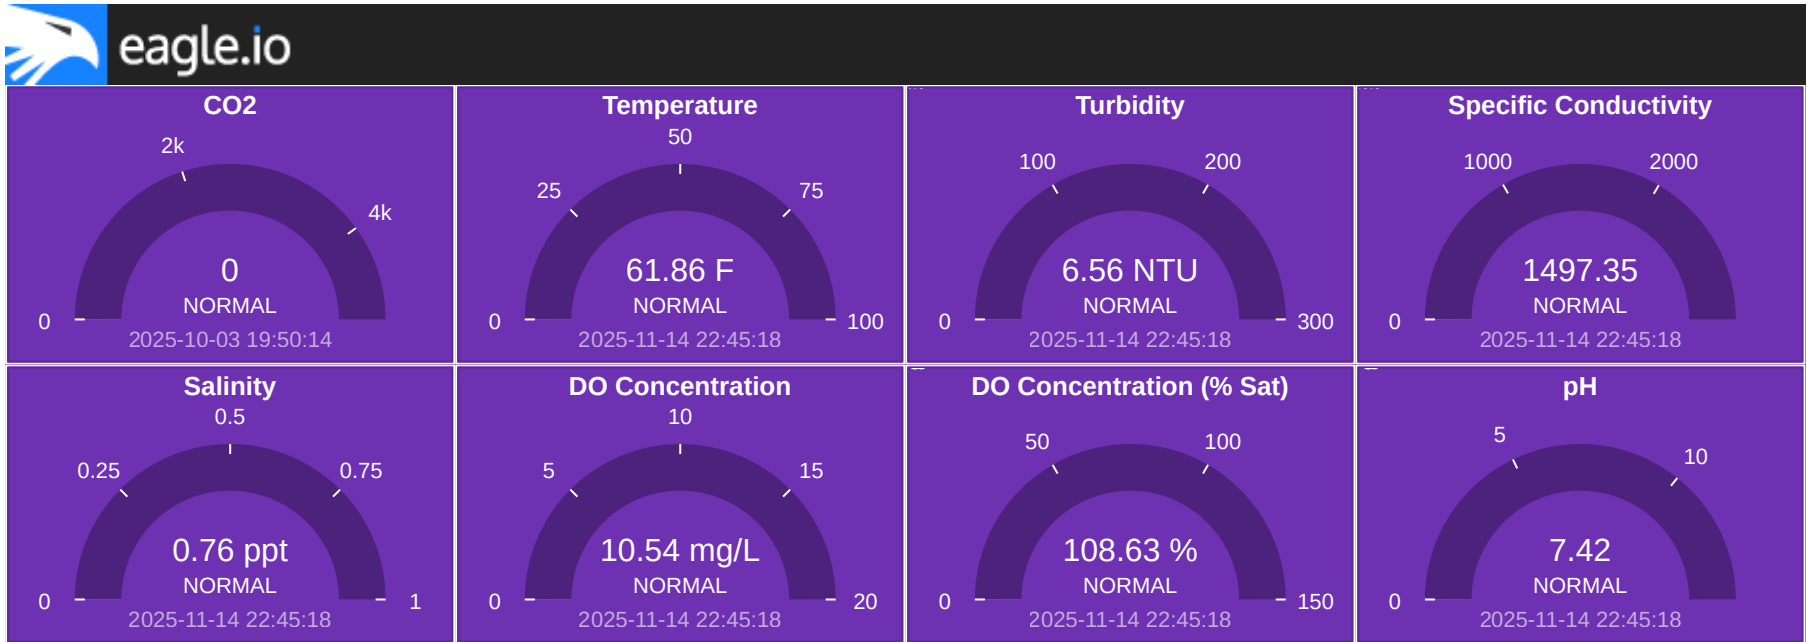 eagle.io
CO2
2k
4k
0
NORMAL
0
2025-10-03 19:50:14
Temperature
50
25
75
61.86 F
NORMAL
0
100
2025-11-14 22:45:18
Turbidity
100
200
6.56 NTU
NORMAL
0
300
2025-11-14 22:45:18
Specific Conductivity
1000
2000
1497.35
NORMAL
0
2025-11-14 22:45:18
Salinity
0.5
0.25
0.75
0.76 ppt
NORMAL
0
1
2025-11-14 22:45:18
DO Concentration
10
5
15
10.54 mg/L
NORMAL
0
20
2025-11-14 22:45:18
DO Concentration (% Sat)
50
100
108.63 %
NORMAL
0
150
2025-11-14 22:45:18
pH
5
10
7.42
NORMAL
0
2025-11-14 22:45:18